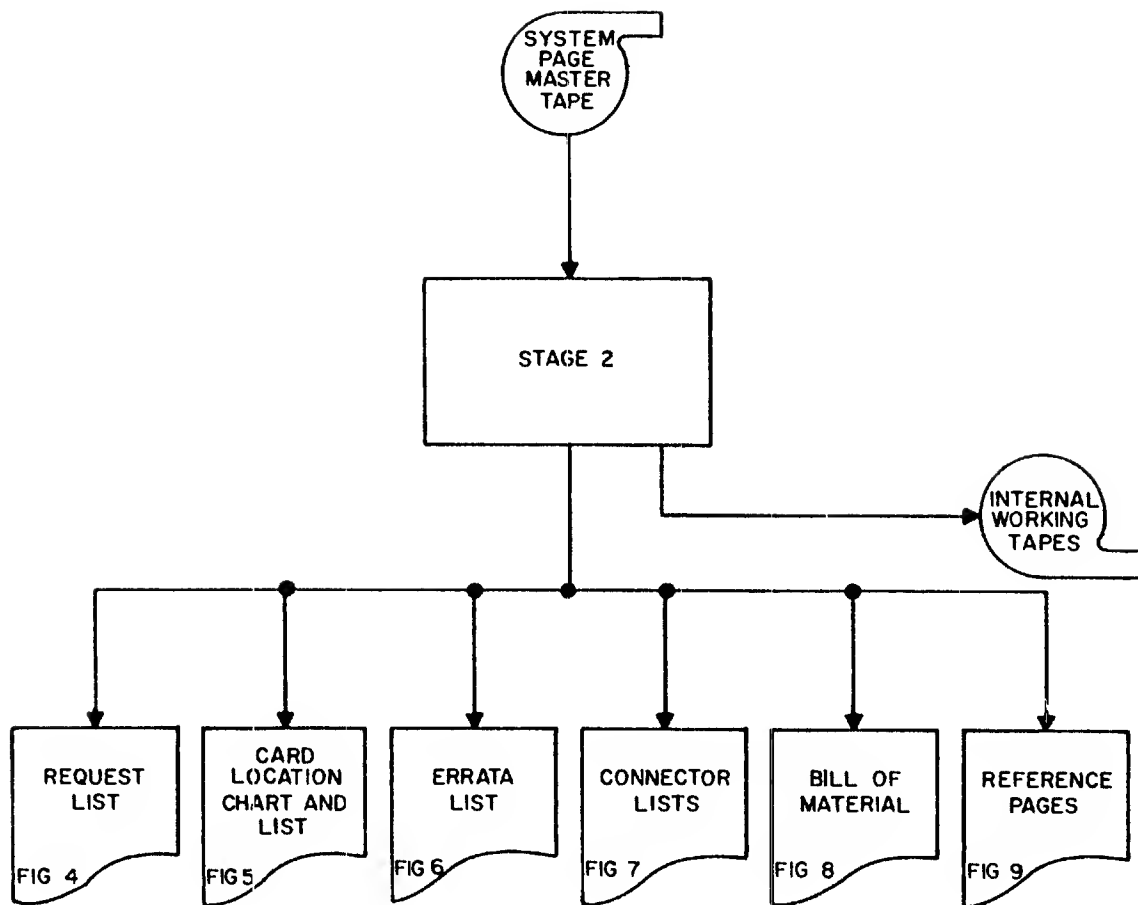 SYSTEM
PAGE
MASTER
TAPE
STAGE 2
INTERNAL
WORKING
TAPES
REQUEST
LIST
FIG 4
CARD
LOCATION
CHART AND
LIST
FIG 5
ERRATA
LIST
FIG 6
CONNECTOR
LISTS
FIG 7
BILL OF
MATERIAL
FIG 8
REFERENCE
PAGES
FIG 9